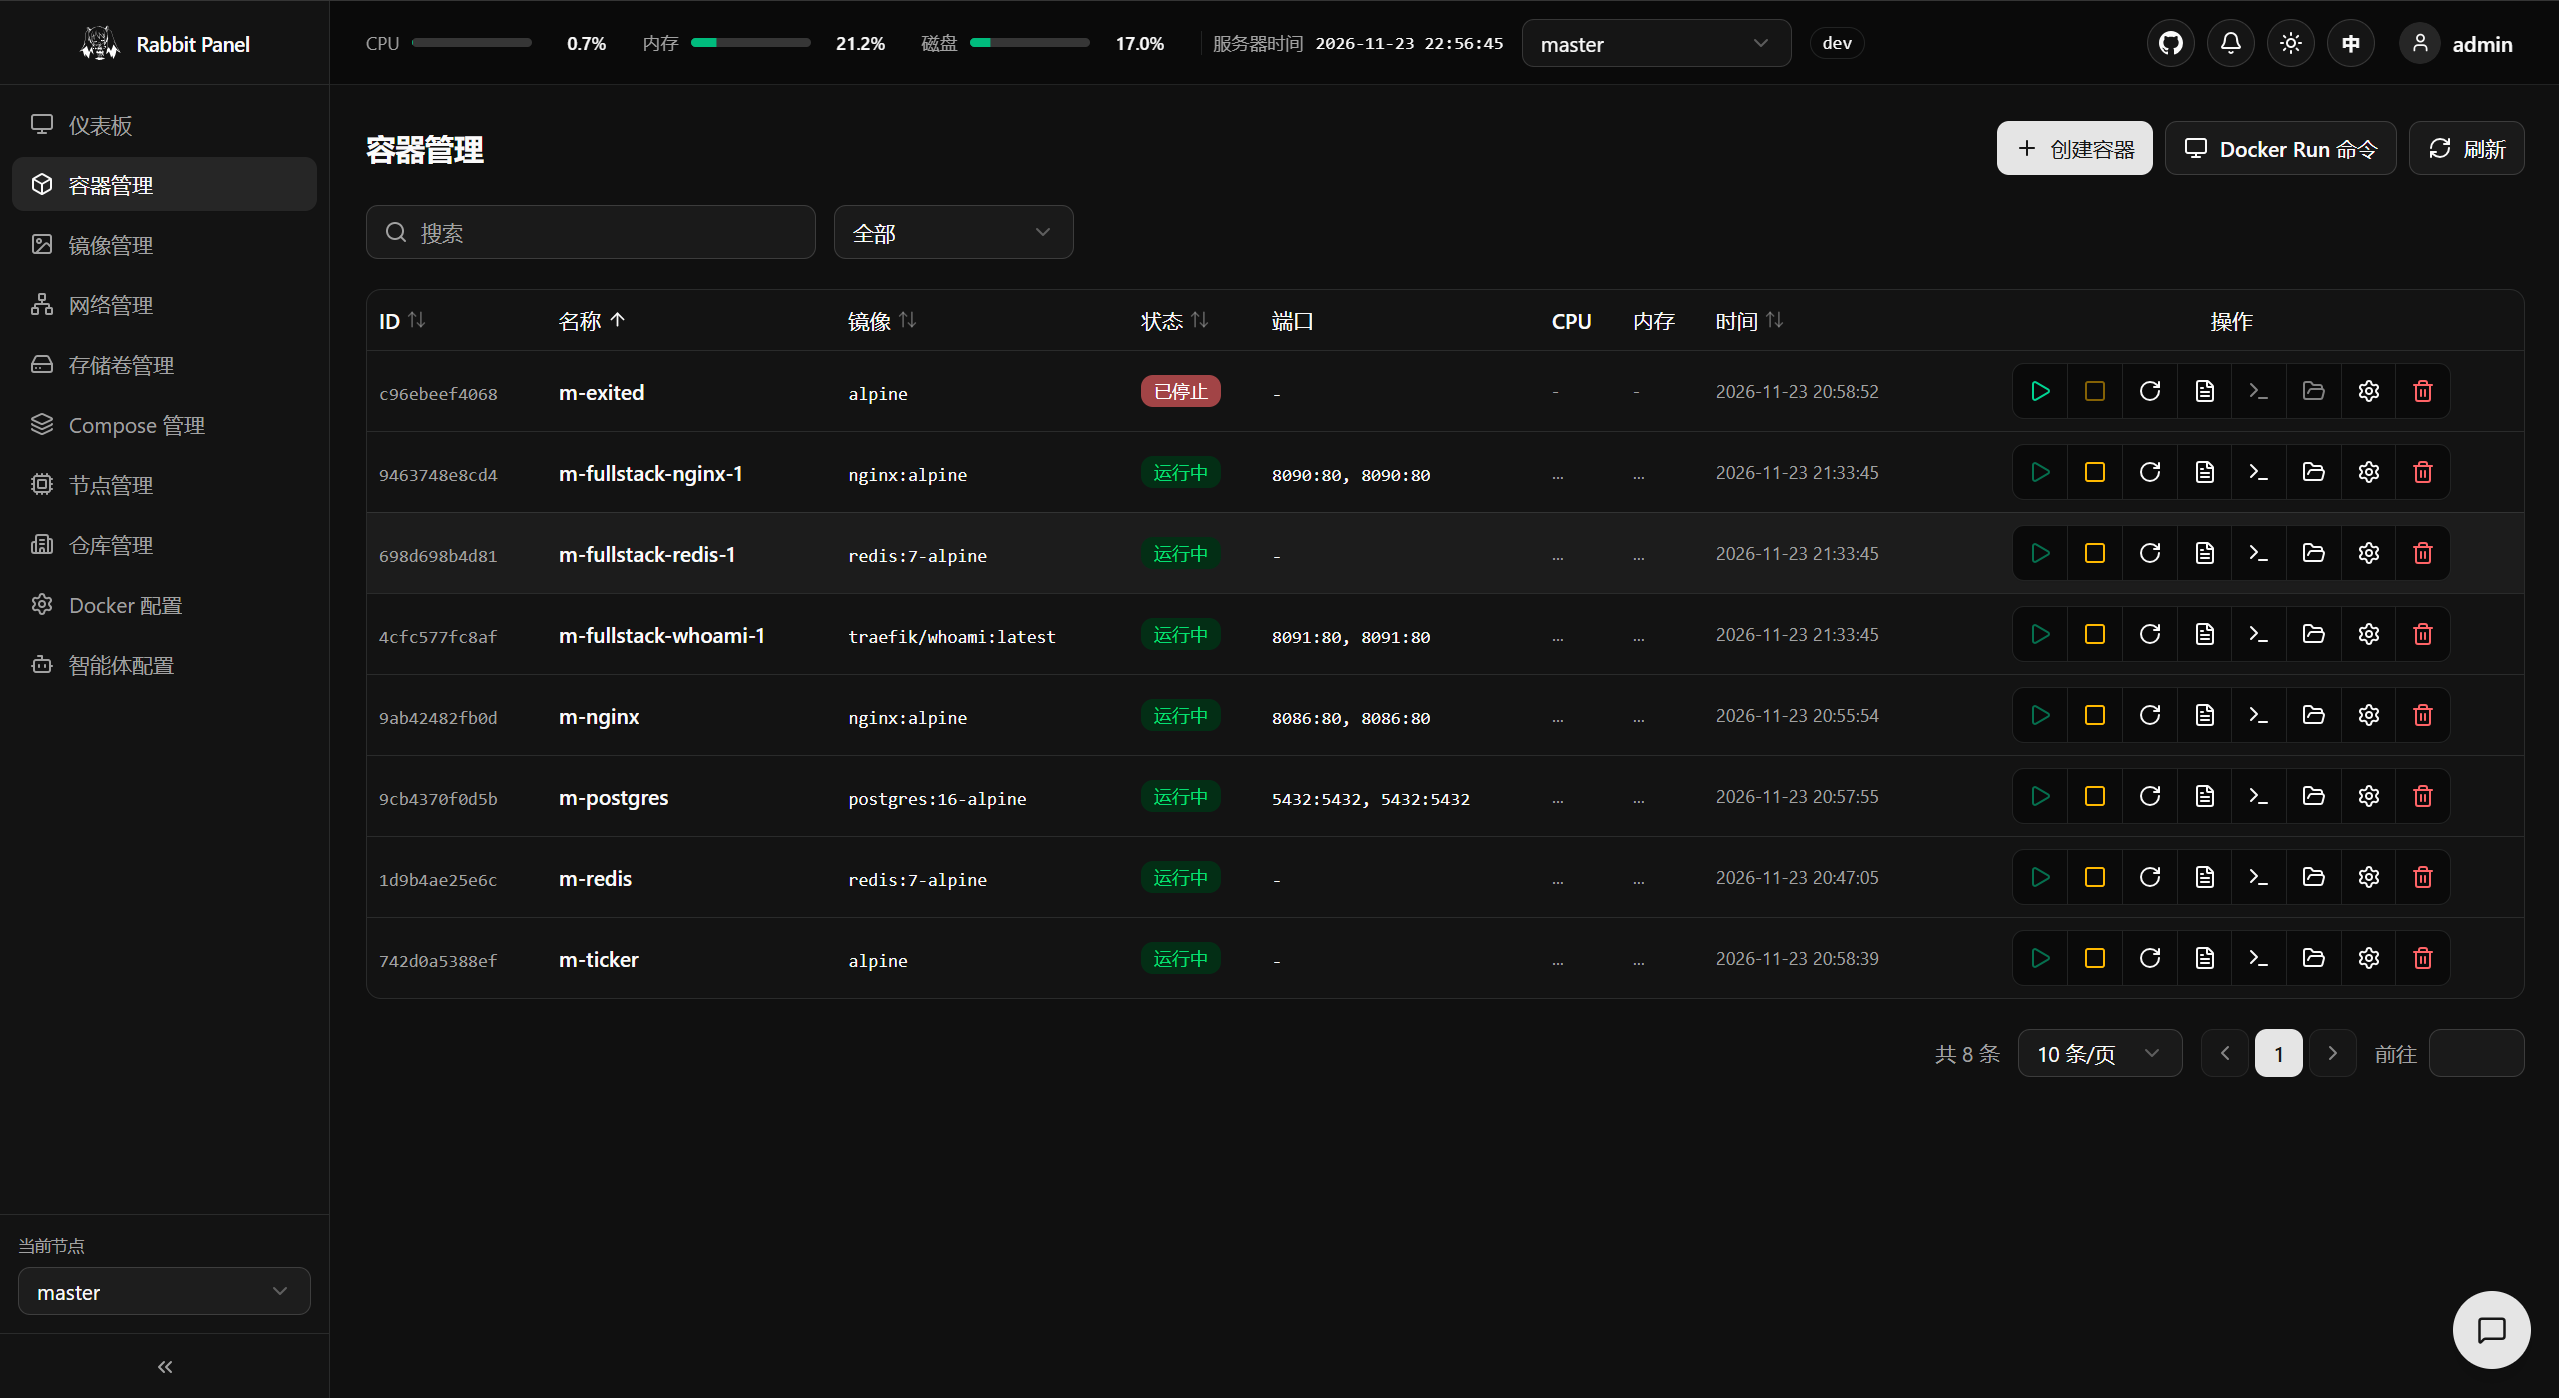 Rabbit Panel
CPU 0.7% 内存 21.2% 磁盘 17.0% 服务器时间 2026-11-23 22:56:45 master dev 中 admin
仪表板
容器管理
镜像管理
网络管理
存储卷管理
Compose 管理
节点管理
仓库管理
Docker 配置
智能体配置
当前节点
master
容器管理
创建容器 Docker Run 命令 刷新
搜索 全部
ID 名称 镜像 状态 端口 CPU 内存 时间 操作
c96ebeef4068 m-exited alpine 已停止 - - - 2026-11-23 20:58:52
9463748e8cd4 m-fullstack-nginx-1 nginx:alpine 运行中 8090:80, 8090:80 ... ... 2026-11-23 21:33:45
698d698b4d81 m-fullstack-redis-1 redis:7-alpine 运行中 - ... ... 2026-11-23 21:33:45
4cfc577fc8af m-fullstack-whoami-1 traefik/whoami:latest 运行中 8091:80, 8091:80 ... ... 2026-11-23 21:33:45
9ab42482fb0d m-nginx nginx:alpine 运行中 8086:80, 8086:80 ... ... 2026-11-23 20:55:54
9cb4370f0d5b m-postgres postgres:16-alpine 运行中 5432:5432, 5432:5432 ... ... 2026-11-23 20:57:55
1d9b4ae25e6c m-redis redis:7-alpine 运行中 - ... ... 2026-11-23 20:47:05
742d0a5388ef m-ticker alpine 运行中 - ... ... 2026-11-23 20:58:39
共 8 条 10 条/页 1 前往